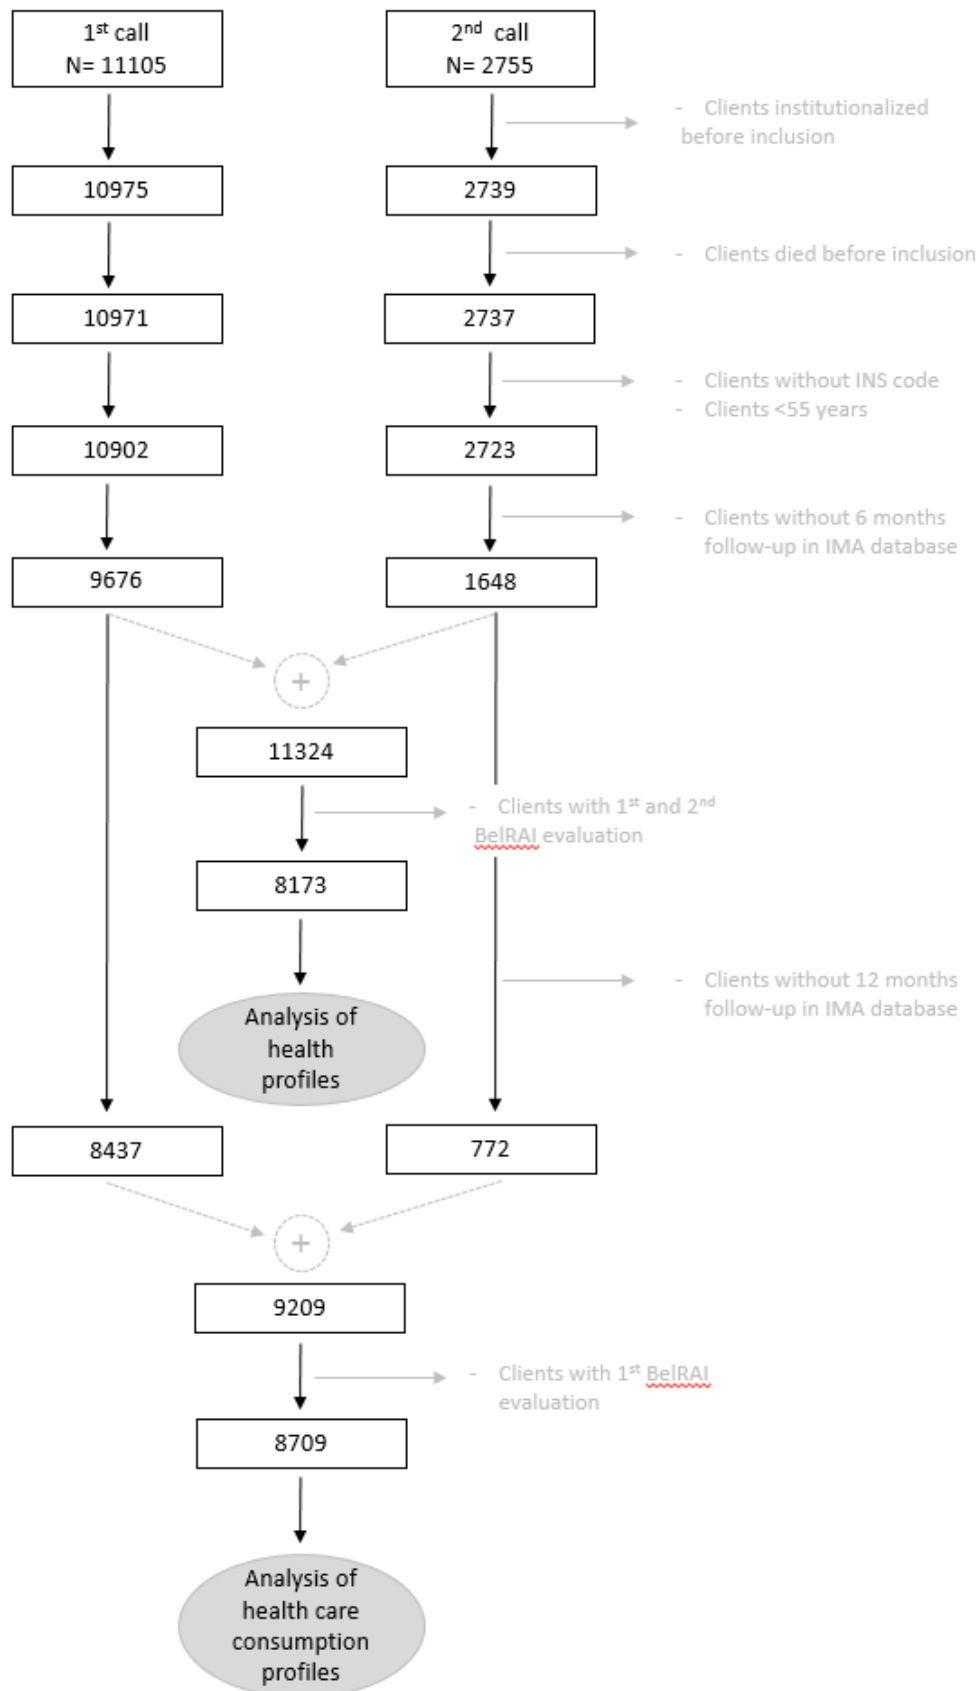 1st call
N= 11105
2nd call
N= 2755
- Clients institutionalized
before inclusion
10975
2739
- Clients died before inclusion
10971
2737
- Clients without INS code
- Clients <55 years
10902
2723
- Clients without 6 months
follow-up in IMA database
9676
1648
+
11324
- Clients with 1st and 2nd
BelRAI evaluation
8173
- Clients without 12 months
follow-up in IMA database
Analysis of
health
profiles
8437
772
+
9209
- Clients with 1st BelRAI
evaluation
8709
Analysis of
health care
consumption
profiles